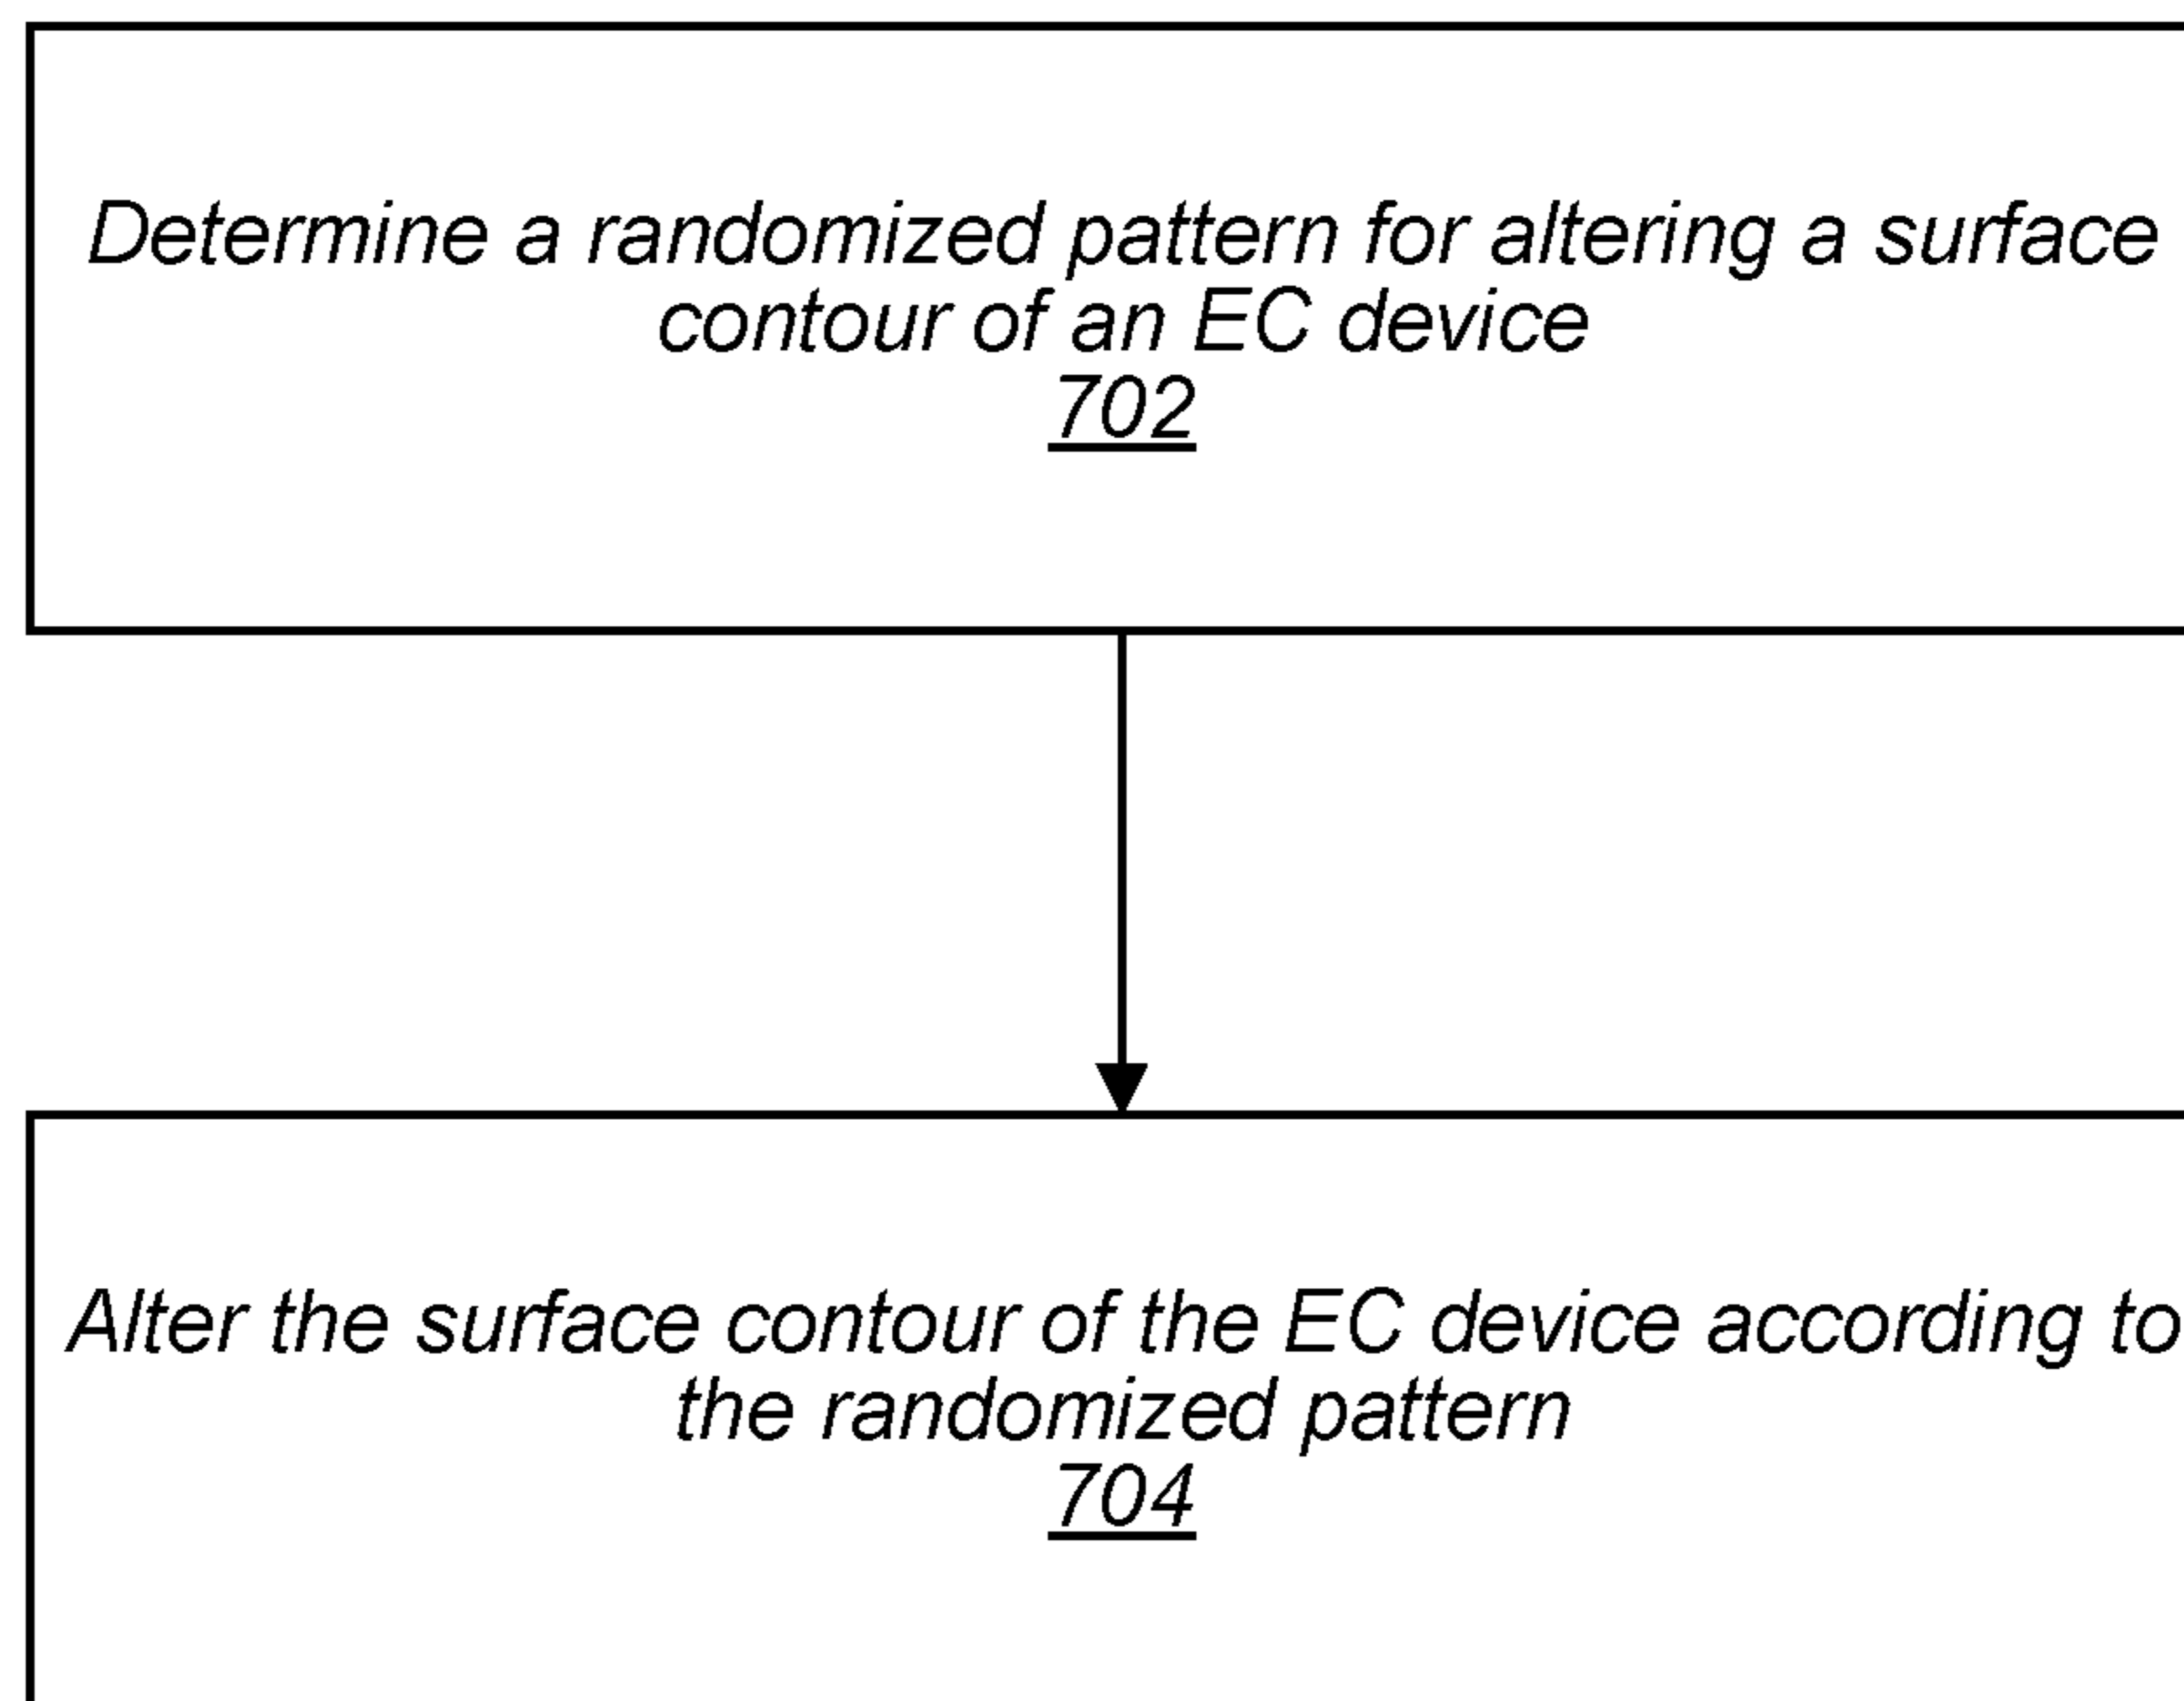 Determine a randomized pattern for altering a surface
contour of an EC device
702
Alter the surface contour of the EC device according to
the randomized pattern
704